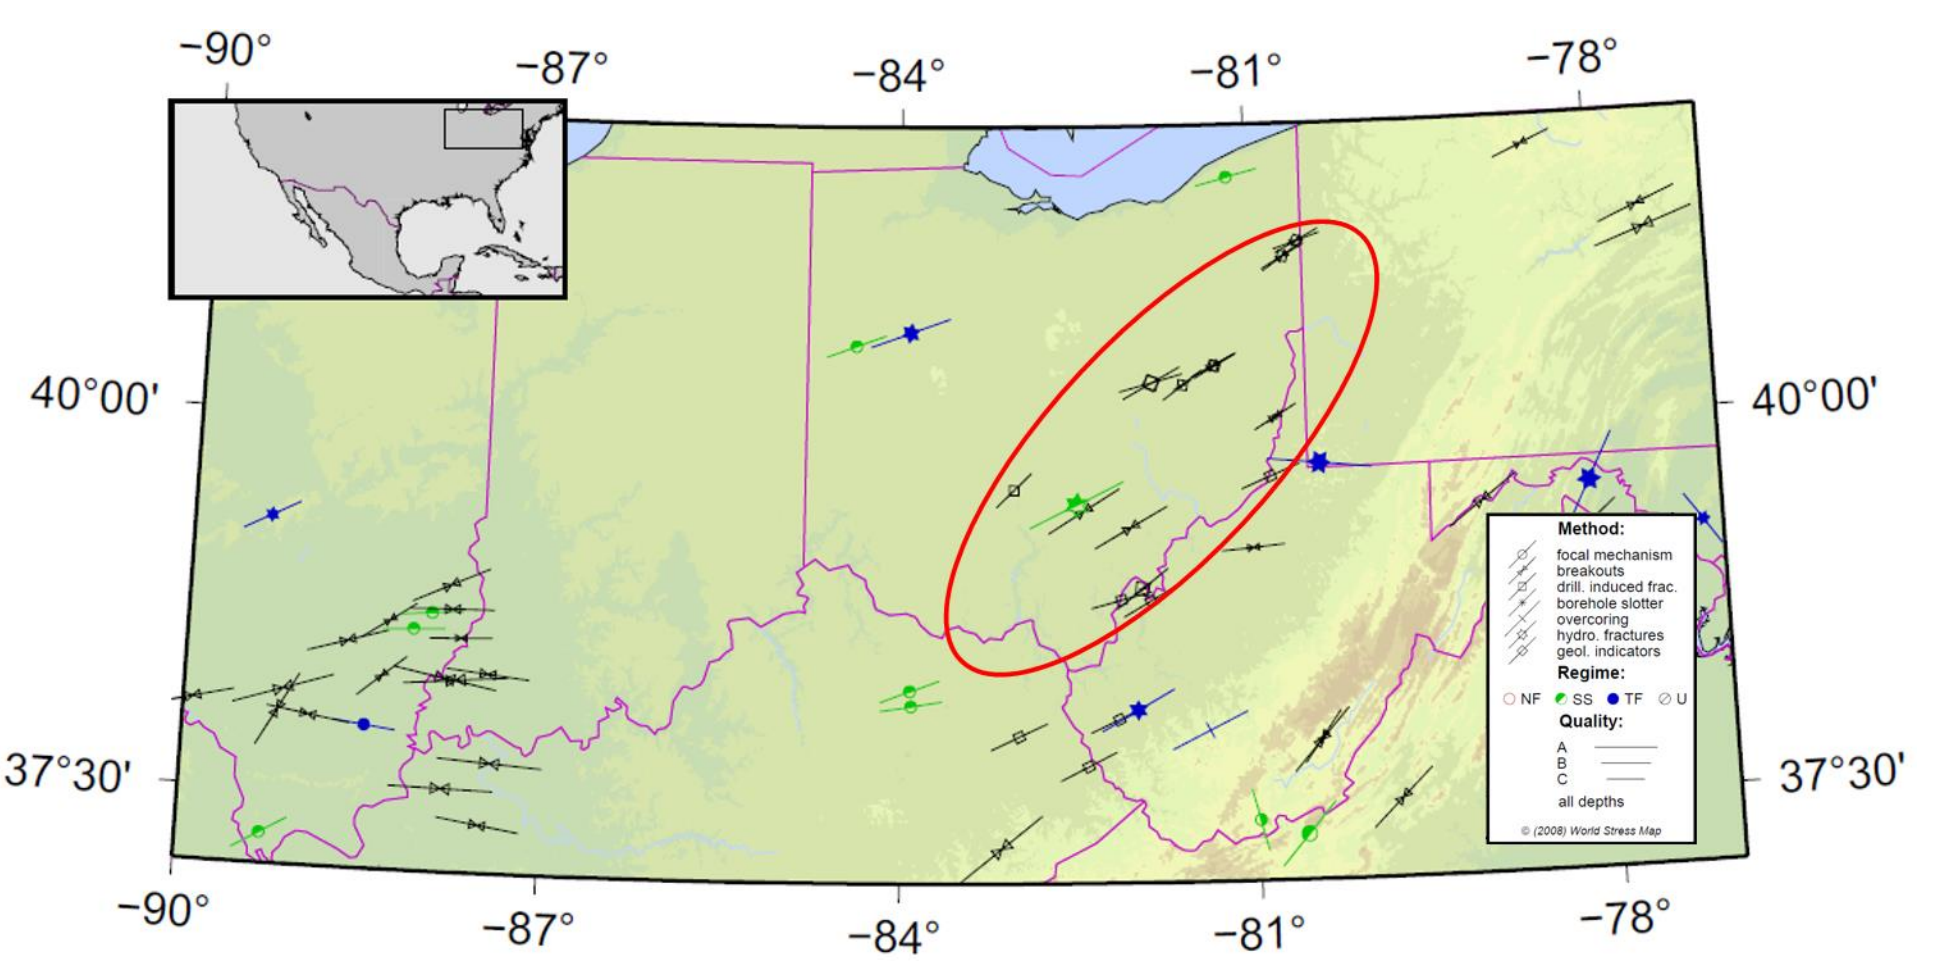 −90°
−87°
−84°
−81°
−78°
40°00'
40°00'
37°30'
37°30'
Method:
focal mechanism
breakouts
drill. induced frac.
borehole slotter
overcoring
hydro. fractures
geol. indicators
Regime:
NF SS TF U
Quality:
A
B
C
all depths
© (2008) World Stress Map
−90°
−87°
−84°
−81°
−78°